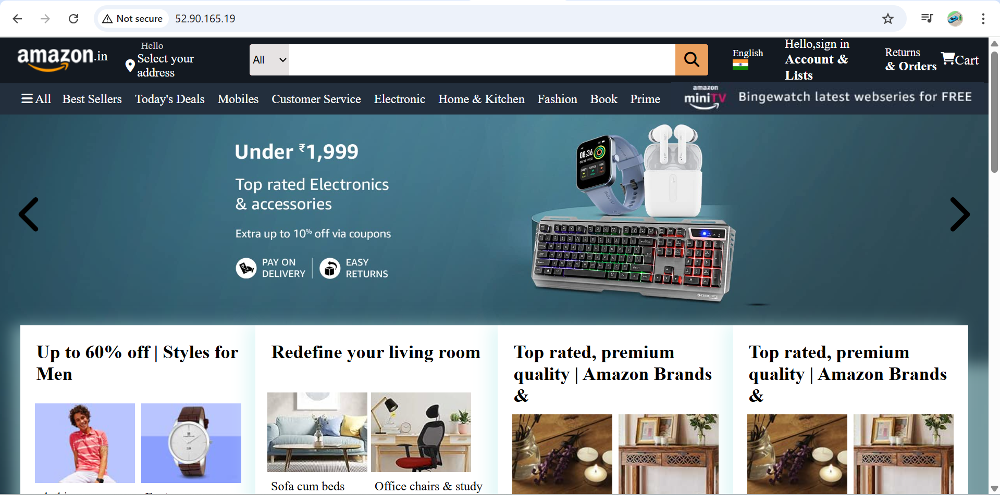 Not secure 52.90.165.19
amazon.in
Hello
Select your
address
All
English
Hello,sign in
Account &
Lists
Returns
& Orders
Cart
All Best Sellers Today's Deals Mobiles Customer Service Electronic Home & Kitchen Fashion Book Prime
amazon
miniTV
Bingewatch latest webseries for FREE
Under ₹1,999
Top rated Electronics
& accessories
Extra up to 10% off via coupons
PAY ON
DELIVERY
EASY
RETURNS
08:36
ZEBRONICS
Up to 60% off | Styles for
Men
Redefine your living room
Top rated, premium
quality | Amazon Brands
&
Top rated, premium
quality | Amazon Brands
&
Sofa cum beds
Office chairs & study